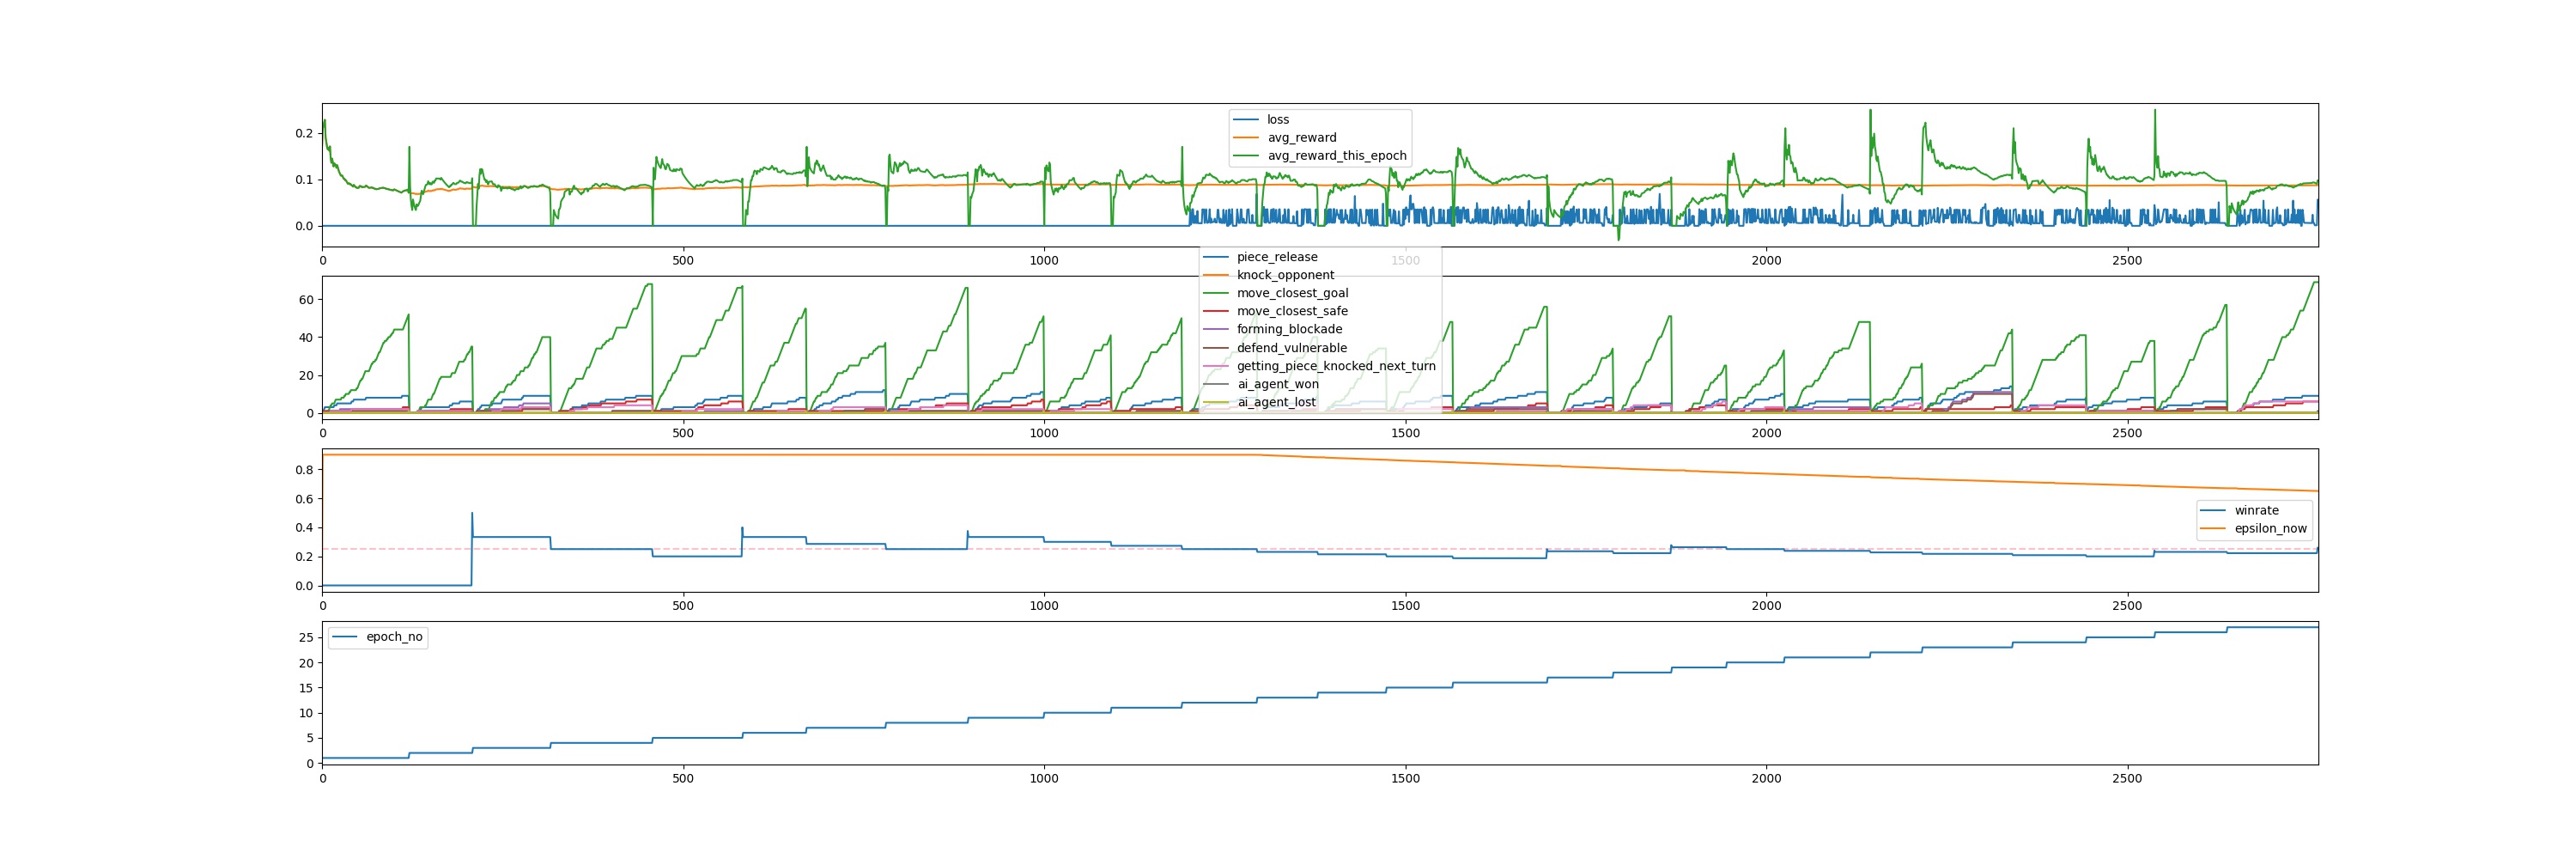 0.2
0.1
0.0
loss
avg_reward
avg_reward_this_epoch
0 500 1000 1500 2000 2500
60
40
20
0
piece_release
knock_opponent
move_closest_goal
move_closest_safe
forming_blockade
defend_vulnerable
getting_piece_knocked_next_turn
ai_agent_won
ai_agent_lost
0 500 1000 1500 2000 2500
0.8
0.6
0.4
0.2
0.0
winrate
epsilon_now
0 500 1000 1500 2000 2500
25
20
15
10
5
0
epoch_no
0 500 1000 1500 2000 2500